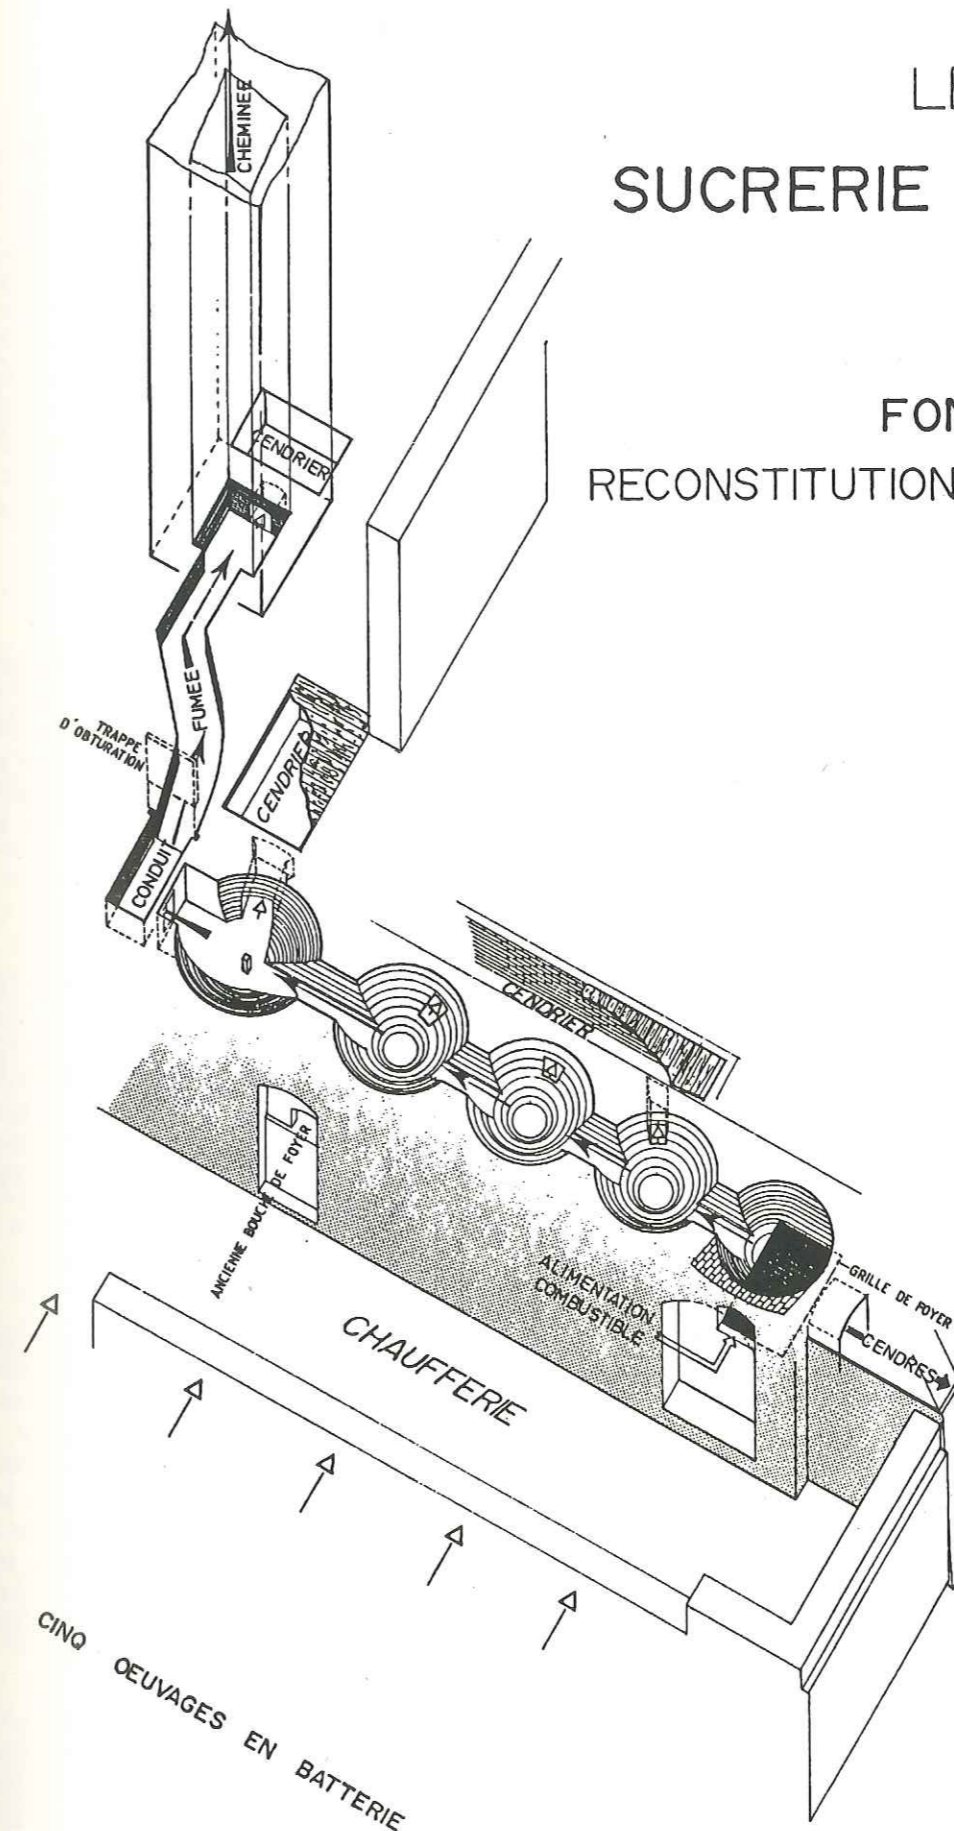 SUCRERIE
FON
RECONSTITUTION
CHEMINEE
CENDRIER
FUMEE
TRAPPE
D'OBTURATION
CENDRIER
CONDUIT
CENDRIER
ANCIENNE BOUCHE DE FOYER
ALIMENTATION
COMBUSTIBLE
GRILLE DE FOYER
CENDRES
CHAUFFERIE
CINQ OEUVAGES EN BATTERIE